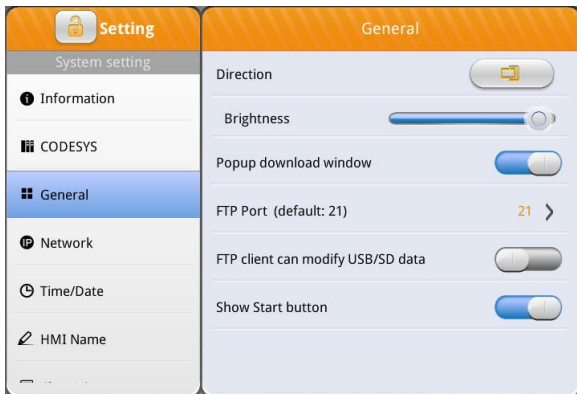 Setting
System setting
Information
CODESYS
General
Network
Time/Date
HMI Name
General
Direction
Brightness
Popup download window
FTP Port (default: 21) 21
FTP client can modify USB/SD data
Show Start button